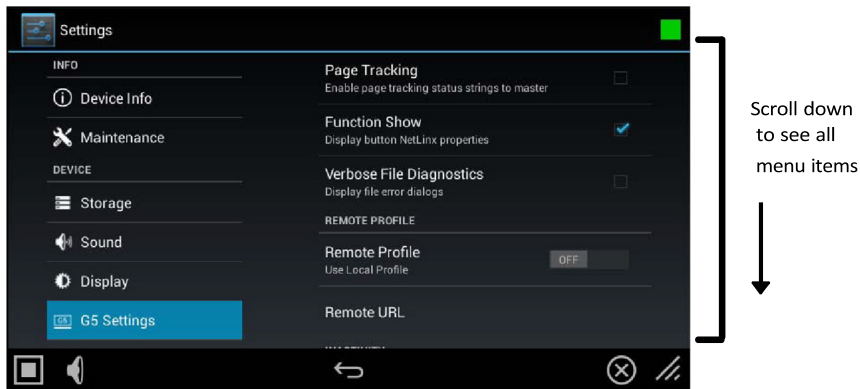 Settings
INFO
Device Info
Maintenance
DEVICE
Storage
Sound
Display
G5 G5 Settings
Page Tracking
Enable page tracking status strings to master
Function Show
Display button NetLinx properties
Verbose File Diagnostics
Display file error dialogs
REMOTE PROFILE
Remote Profile
Use Local Profile
OFF
Remote URL
Scroll down
to see all
menu items